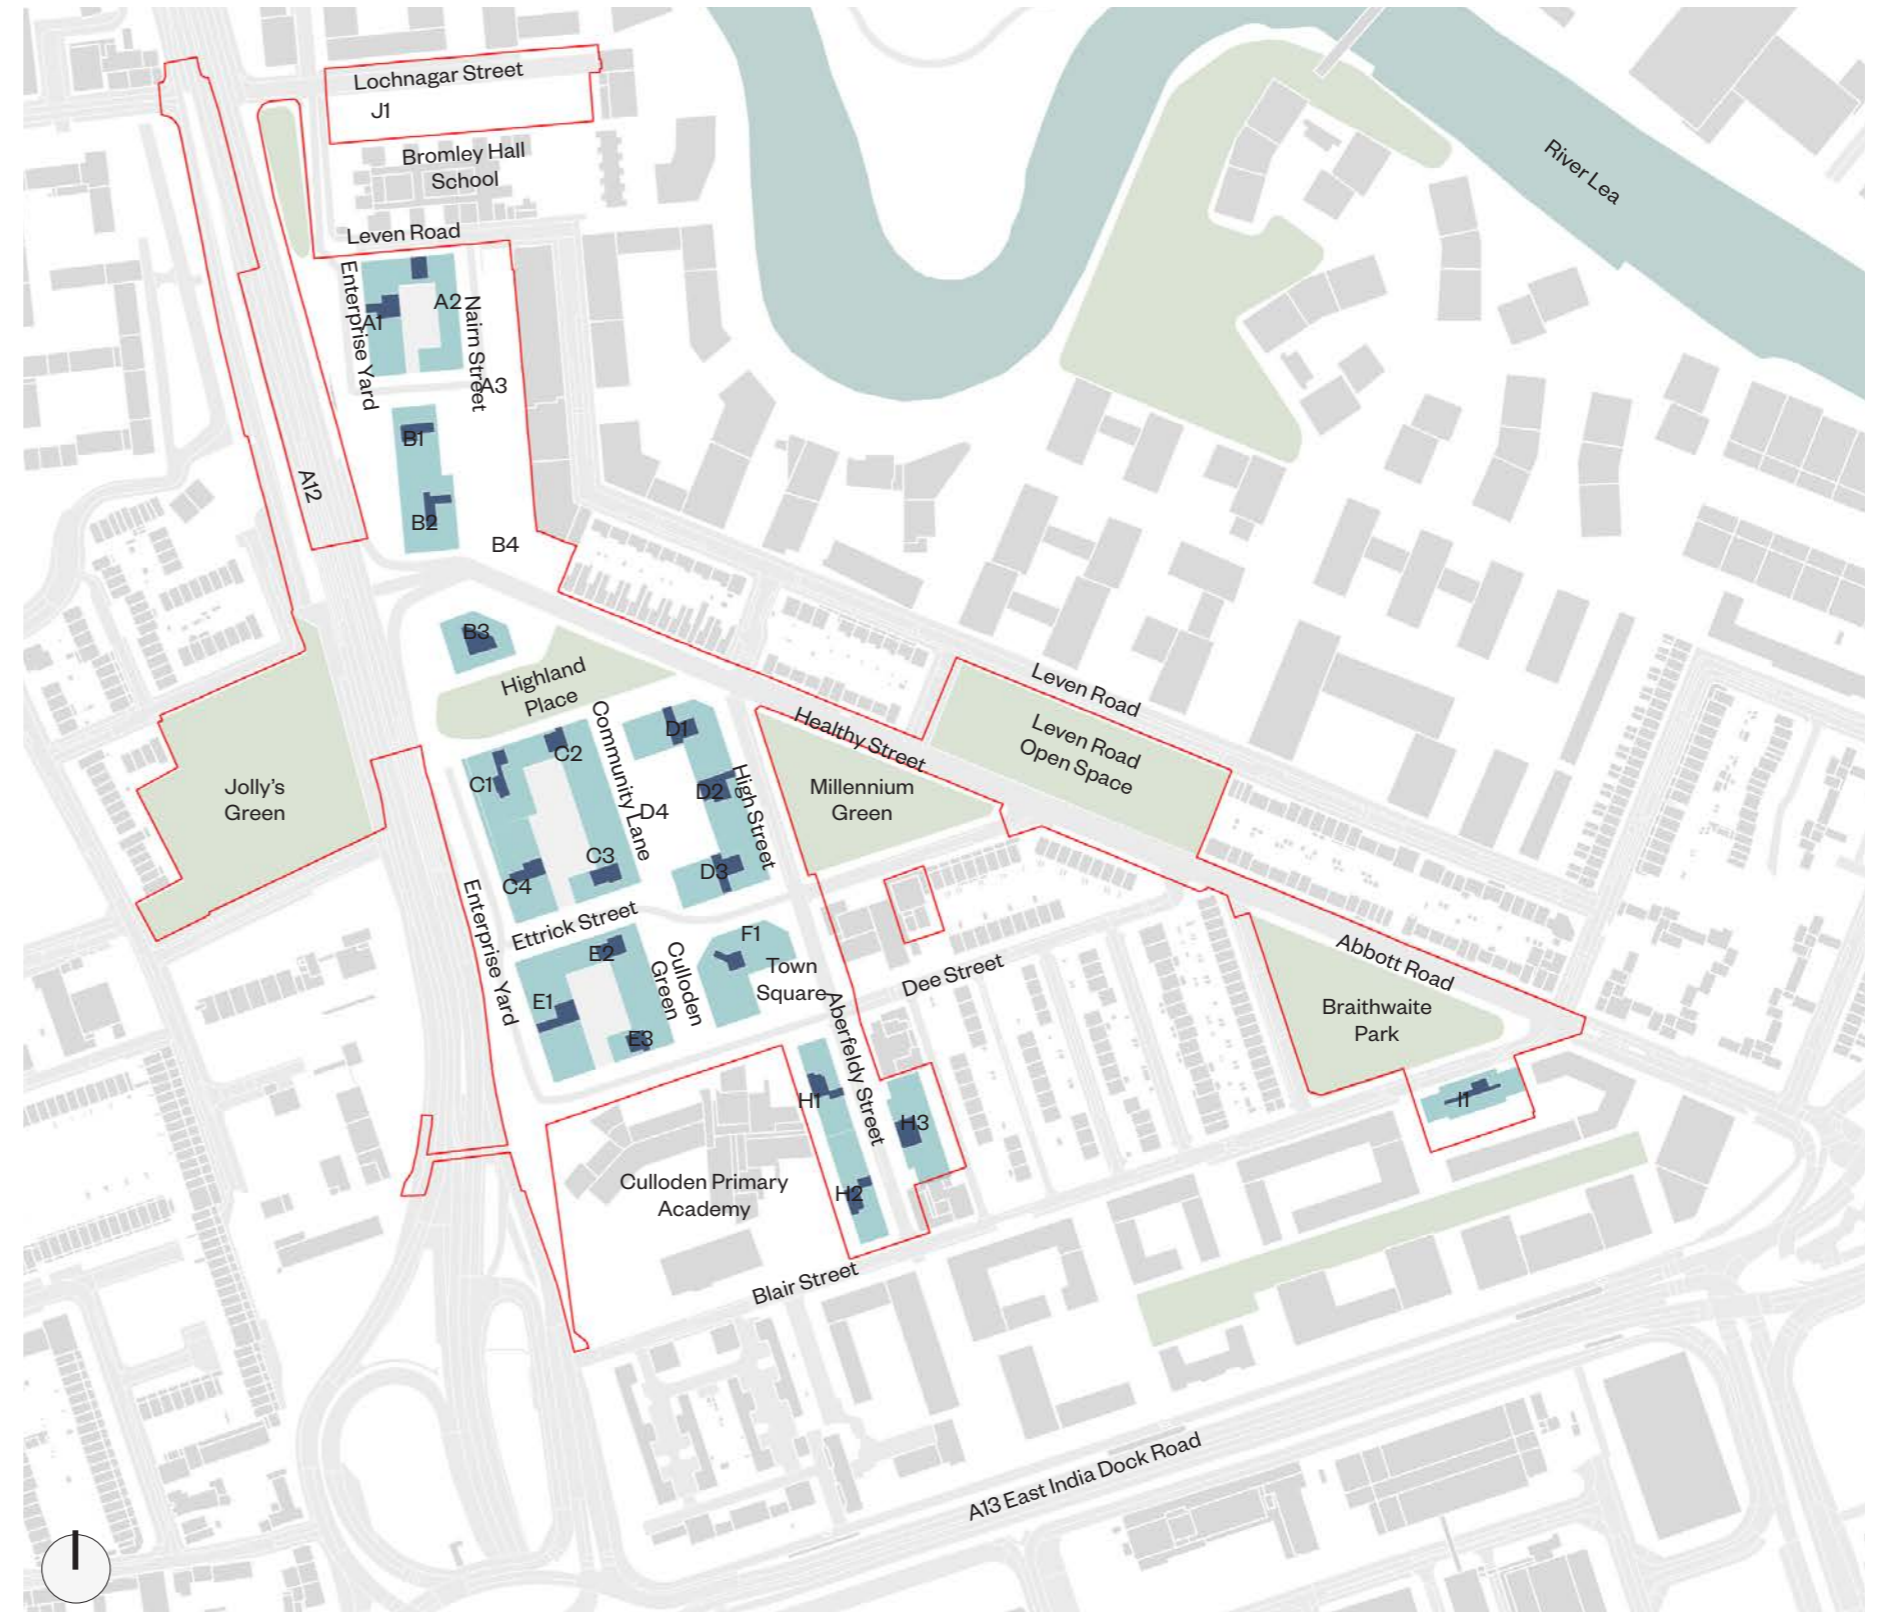 Lochnagar Street
J1
Bromley Hall
School
River Lea
Leven Road
Enterprise Yard
A1
A2
Nairn Street
A3
B1
A12
B2
B4
B3
Highland
Place
Leven Road
Leven Road
Open Space
Healthy Street
Community Lane
D1
C2
C1
D2
High Street
D4
Jolly's
Green
Millennium
Green
C3
C4
D3
Enterprise Yard
Ettrick Street
F1
E2
Culloden
Green
Town
Square
Dee Street
Abbott Road
E1
E3
Aberfeldy Street
Braithwaite
Park
H1
H3
I1
Culloden Primary
Academy
H2
Blair Street
A13 East India Dock Road